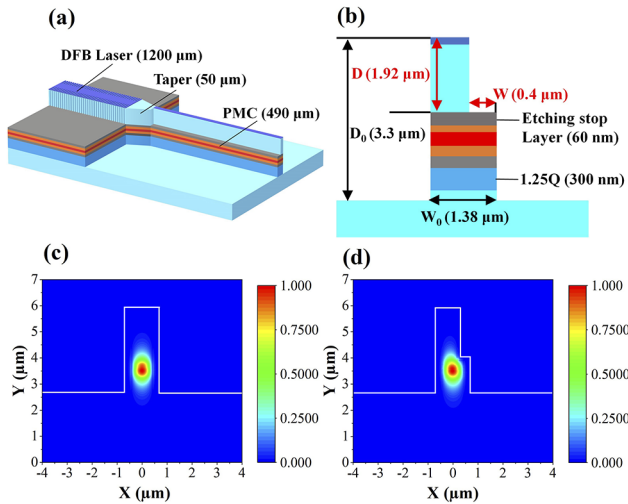 (a)
DFB Laser (1200 μm)
Taper (50 μm)
PMC (490 μm)
(b)
D (1.92 μm)
W (0.4 μm)
D₀ (3.3 μm)
Etching stop
Layer (60 nm)
1.25Q (300 nm)
W₀ (1.38 μm)
(c)
7
6
5
4
3
2
1
0
Y (μm)
-4 -3 -2 -1 0 1 2 3 4
X (μm)
1.000
0.7500
0.5000
0.2500
0.000
(d)
7
6
5
4
3
2
1
0
Y (μm)
-4 -3 -2 -1 0 1 2 3 4
X (μm)
1.000
0.7500
0.5000
0.2500
0.000